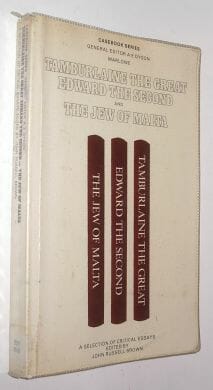 CASEBOOK SERIES
GENERAL EDITOR A E DYSON
MARLOWE
TAMBURLAINE THE GREAT
EDWARD THE SECOND
AND
THE JEW OF MALTA
THE JEW OF MALTA
EDWARD THE SECOND
TAMBURLAINE THE GREAT
A SELECTION OF CRITICAL ESSAYS
EDITED BY
JOHN RUSSELL BROWN